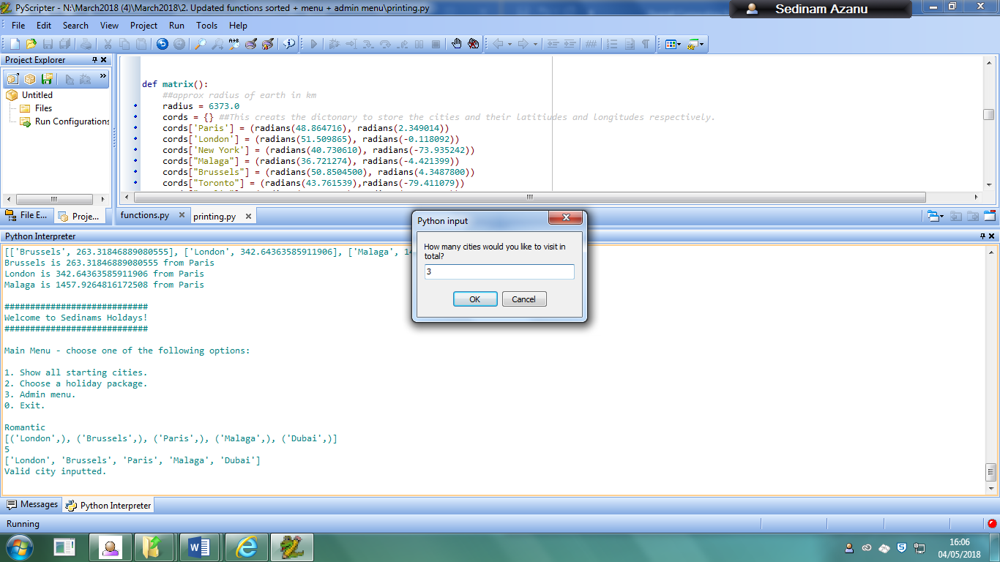 PyScripter - N:\March2018 (4)\March2018\2. Updated functions sorted + menu + admin menu\printing.py
Sedinam Azanu
File Edit Search View Project Run Tools Help
Project Explorer
Untitled
Files
Run Configurations
File E...
Proje...
def matrix():
##approx radius of earth in km
radius = 6373.0
cords = {} ##This creats the dictonary to store the cities and their latitiudes and longitudes respectively.
cords['Paris'] = (radians(48.864716), radians(2.349014))
cords['London'] = (radians(51.509865), radians(-0.118092))
cords['New York'] = (radians(40.730610), radians(-73.935242))
cords["Malaga"] = (radians(36.721274), radians(-4.421399))
cords["Brussels"] = (radians(50.8504500), radians(4.3487800))
cords["Toronto"] = (radians(43.761539),radians(-79.411079))
functions.py
printing.py
Python input
How many cities would you like to visit in
total?
3
OK
Cancel
Python Interpreter
[['Brussels', 263.31846889080555], ['London', 342.64363585911906], ['Malaga', 14
Brussels is 263.31846889080555 from Paris
London is 342.64363585911906 from Paris
Malaga is 1457.9264816172508 from Paris
############################
Welcome to Sedinams Holdays!
############################
Main Menu - choose one of the following options:
1. Show all starting cities.
2. Choose a holiday package.
3. Admin menu.
0. Exit.
Romantic
[('London',), ('Brussels',), ('Paris',), ('Malaga',), ('Dubai',)]
5
['London', 'Brussels', 'Paris', 'Malaga', 'Dubai']
Valid city inputted.
Messages
Python Interpreter
Running
16:06
04/05/2018